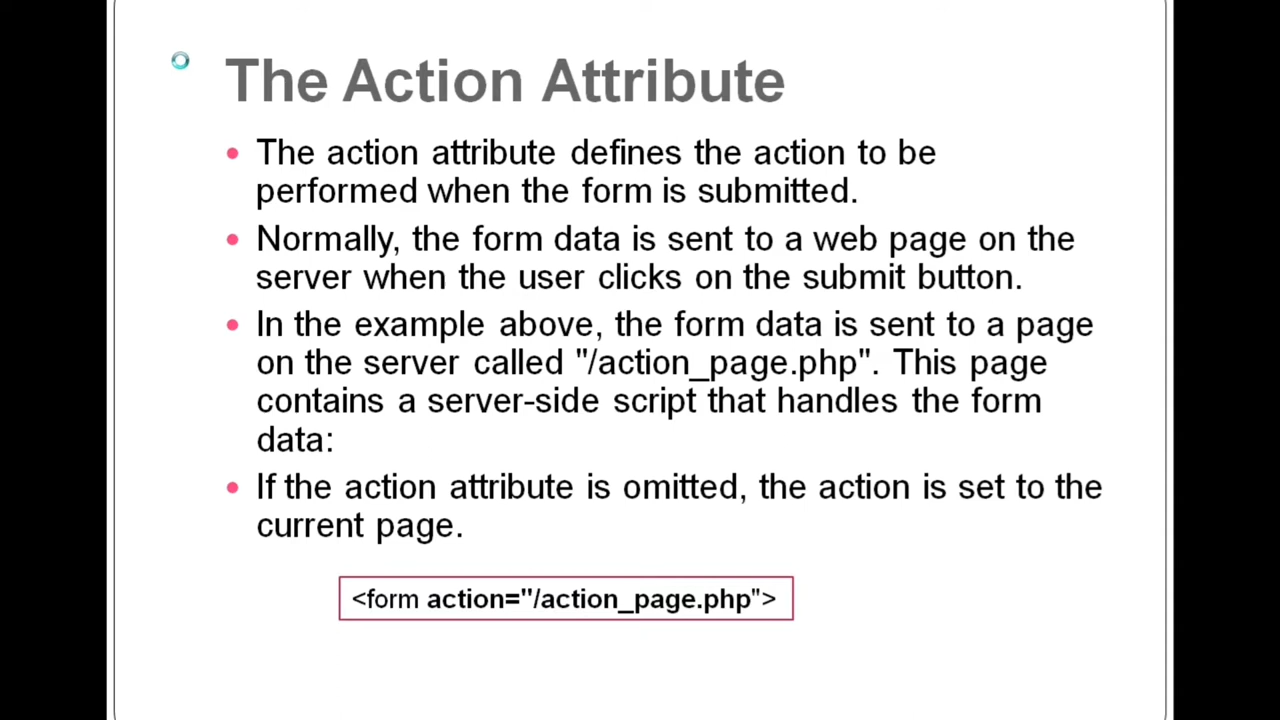 The Action Attribute
The action attribute defines the action to be
performed when the form is submitted.
Normally, the form data is sent to a web page on the
server when the user clicks on the submit button.
In the example above, the form data is sent to a page
on the server called "/action_page.php". This page
contains a server-side script that handles the form
data:
If the action attribute is omitted, the action is set to the
current page.
<form action="/action_page.php">